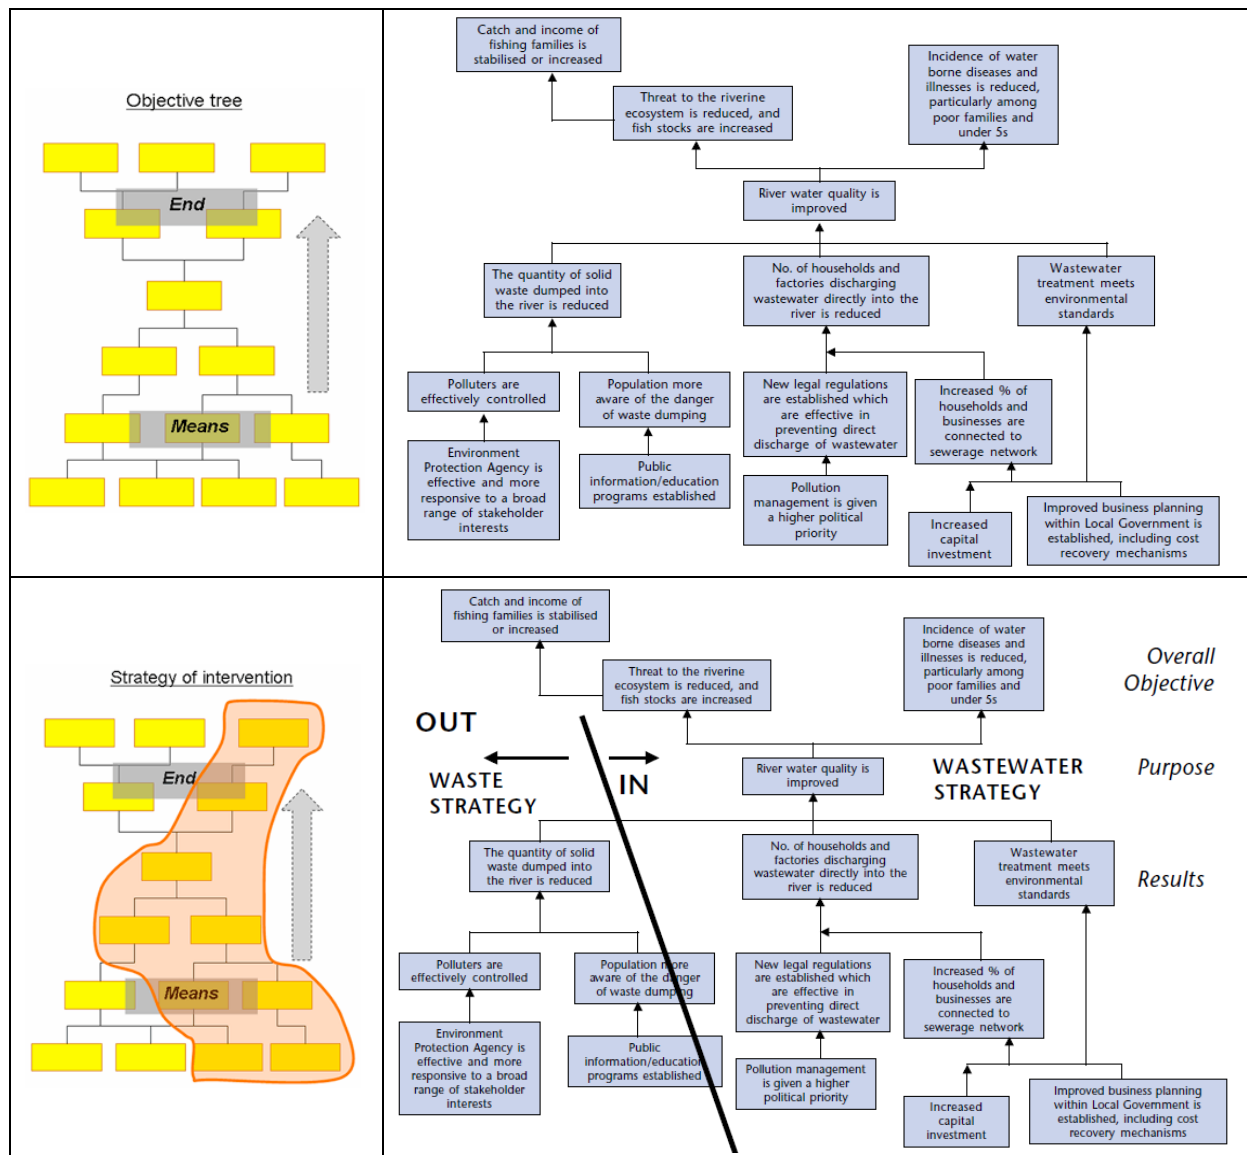 Objective tree
End
Means
Catch and income of
fishing families is
stabilised or increased
Incidence of water
borne diseases and
illnesses is reduced,
particularly among
poor families and
under 5s
Threat to the riverine
ecosystem is reduced, and
fish stocks are increased
River water quality is
improved
The quantity of solid
waste dumped into
the river is reduced
No. of households and
factories discharging
wastewater directly into the
river is reduced
Wastewater
treatment meets
environmental
standards
Polluters are
effectively controlled
Population more
aware of the danger
of waste dumping
New legal regulations
are established which
are effective in
preventing direct
discharge of wastewater
Increased % of
households and
businesses are
connected to
sewerage network
Environment
Protection Agency is
effective and more
responsive to a broad
range of stakeholder
interests
Public
information/education
programs established
Pollution
management is given
a higher political
priority
Increased
capital
investment
Improved business planning
within Local Government is
established, including cost
recovery mechanisms
Strategy of intervention
End
Means
Catch and income of
fishing families is stabilised
or increased
Incidence of water
borne diseases and
illnesses is reduced,
particularly among
poor families and
under 5s
Overall
Objective
Threat to the riverine
ecosystem is reduced, and
fish stocks are increased
OUT
IN
WASTE
STRATEGY
River water quality is
improved
WASTEWATER
STRATEGY
Purpose
The quantity of solid
waste dumped into
the river is reduced
No. of households and
factories discharging
wastewater directly into the
river is reduced
Wastewater
treatment meets
environmental
standards
Results
Polluters are
effectively controlled
Population more
aware of the danger
of waste dumping
New legal regulations
are established which
are effective in
preventing direct
discharge of wastewater
Increased % of
households and
businesses are
connected to
sewerage network
Environment
Protection Agency is
effective and more
responsive to a broad
range of stakeholder
interests
Public
information/education
programs established
Pollution management
is given a higher
political priority
Increased
capital
investment
Improved business planning
within Local Government is
established, including cost
recovery mechanisms